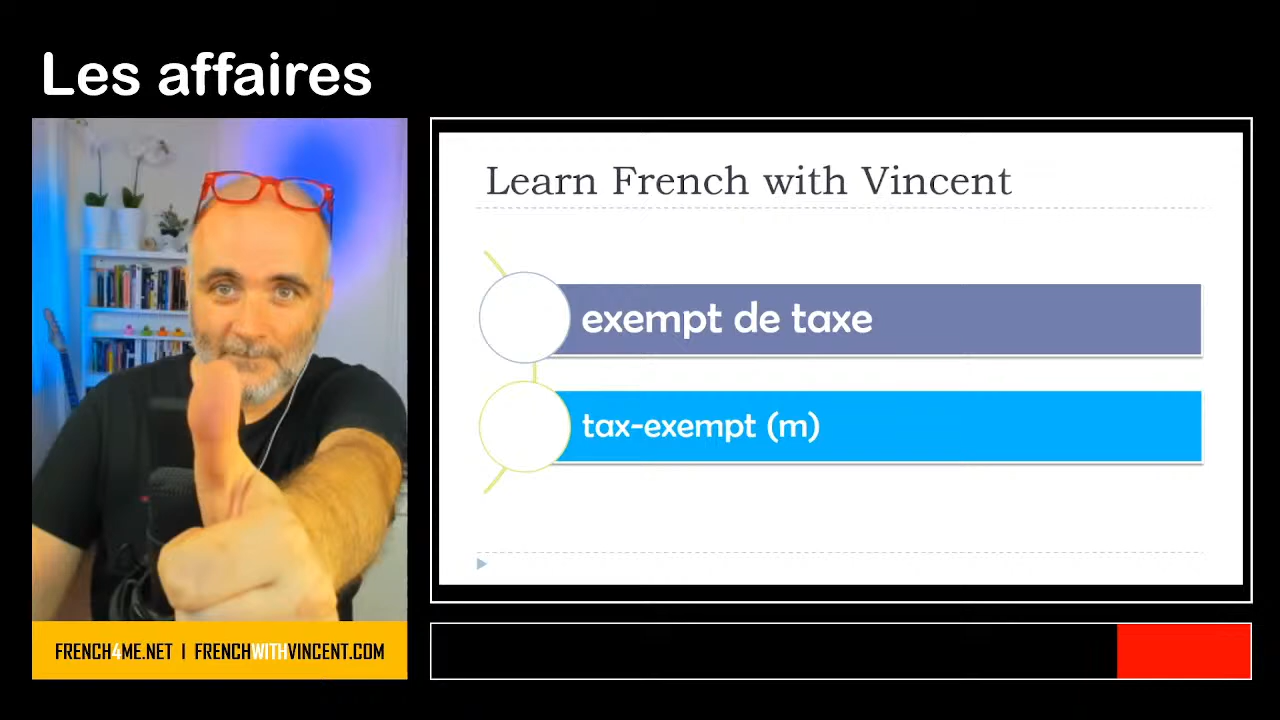 Les affaires
Learn French with Vincent
exempt de taxe
tax-exempt (m)
FRENCH4ME.NET | FRENCHWITHVINCENT.COM